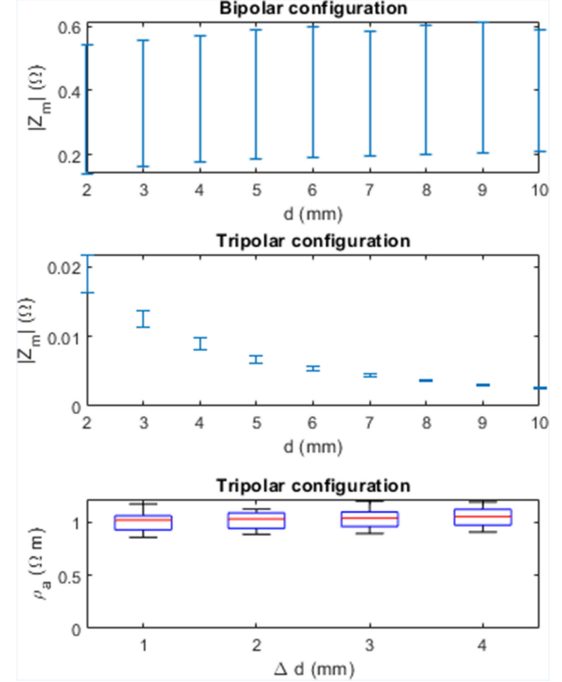 Bipolar configuration
0.6
0.4
0.2
|Z_m| (Ω)
2 3 4 5 6 7 8 9 10
d (mm)
Tripolar configuration
0.02
0.01
0
|Z_m| (Ω)
2 3 4 5 6 7 8 9 10
d (mm)
Tripolar configuration
1
0.5
0
ρ_a (Ω m)
1 2 3 4
Δ d (mm)